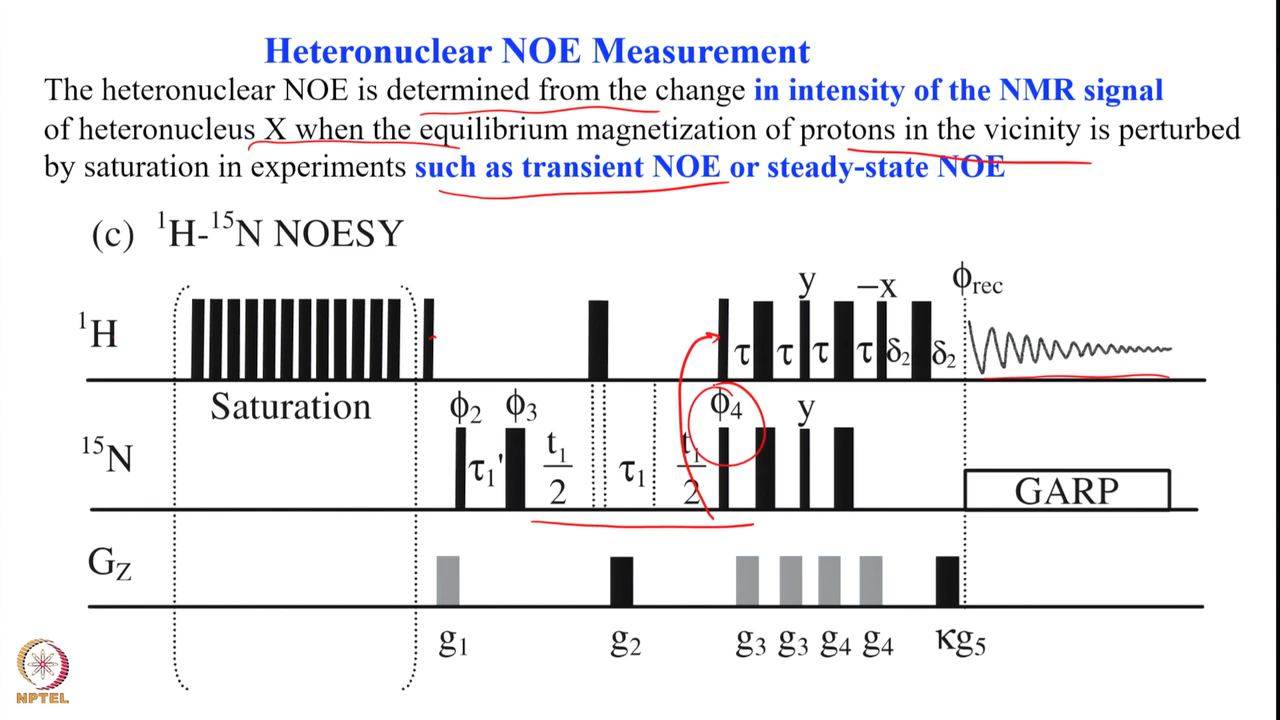 Heteronuclear NOE Measurement
The heteronuclear NOE is determined from the change in intensity of the NMR signal
of heteronucleus X when the equilibrium magnetization of protons in the vicinity is perturbed
by saturation in experiments such as transient NOE or steady-state NOE
(c) ¹H-¹⁵N NOESY
ϕrec
y −x
¹H
τ τ τ τ δ₂ δ₂
Saturation
ϕ₂ ϕ₃ ϕ₄ y
¹⁵N
τ₁' t₁/2 τ₁ t₁/2
GARP
Gz
g₁ g₂ g₃ g₃ g₄ g₄ κg₅
NPTEL